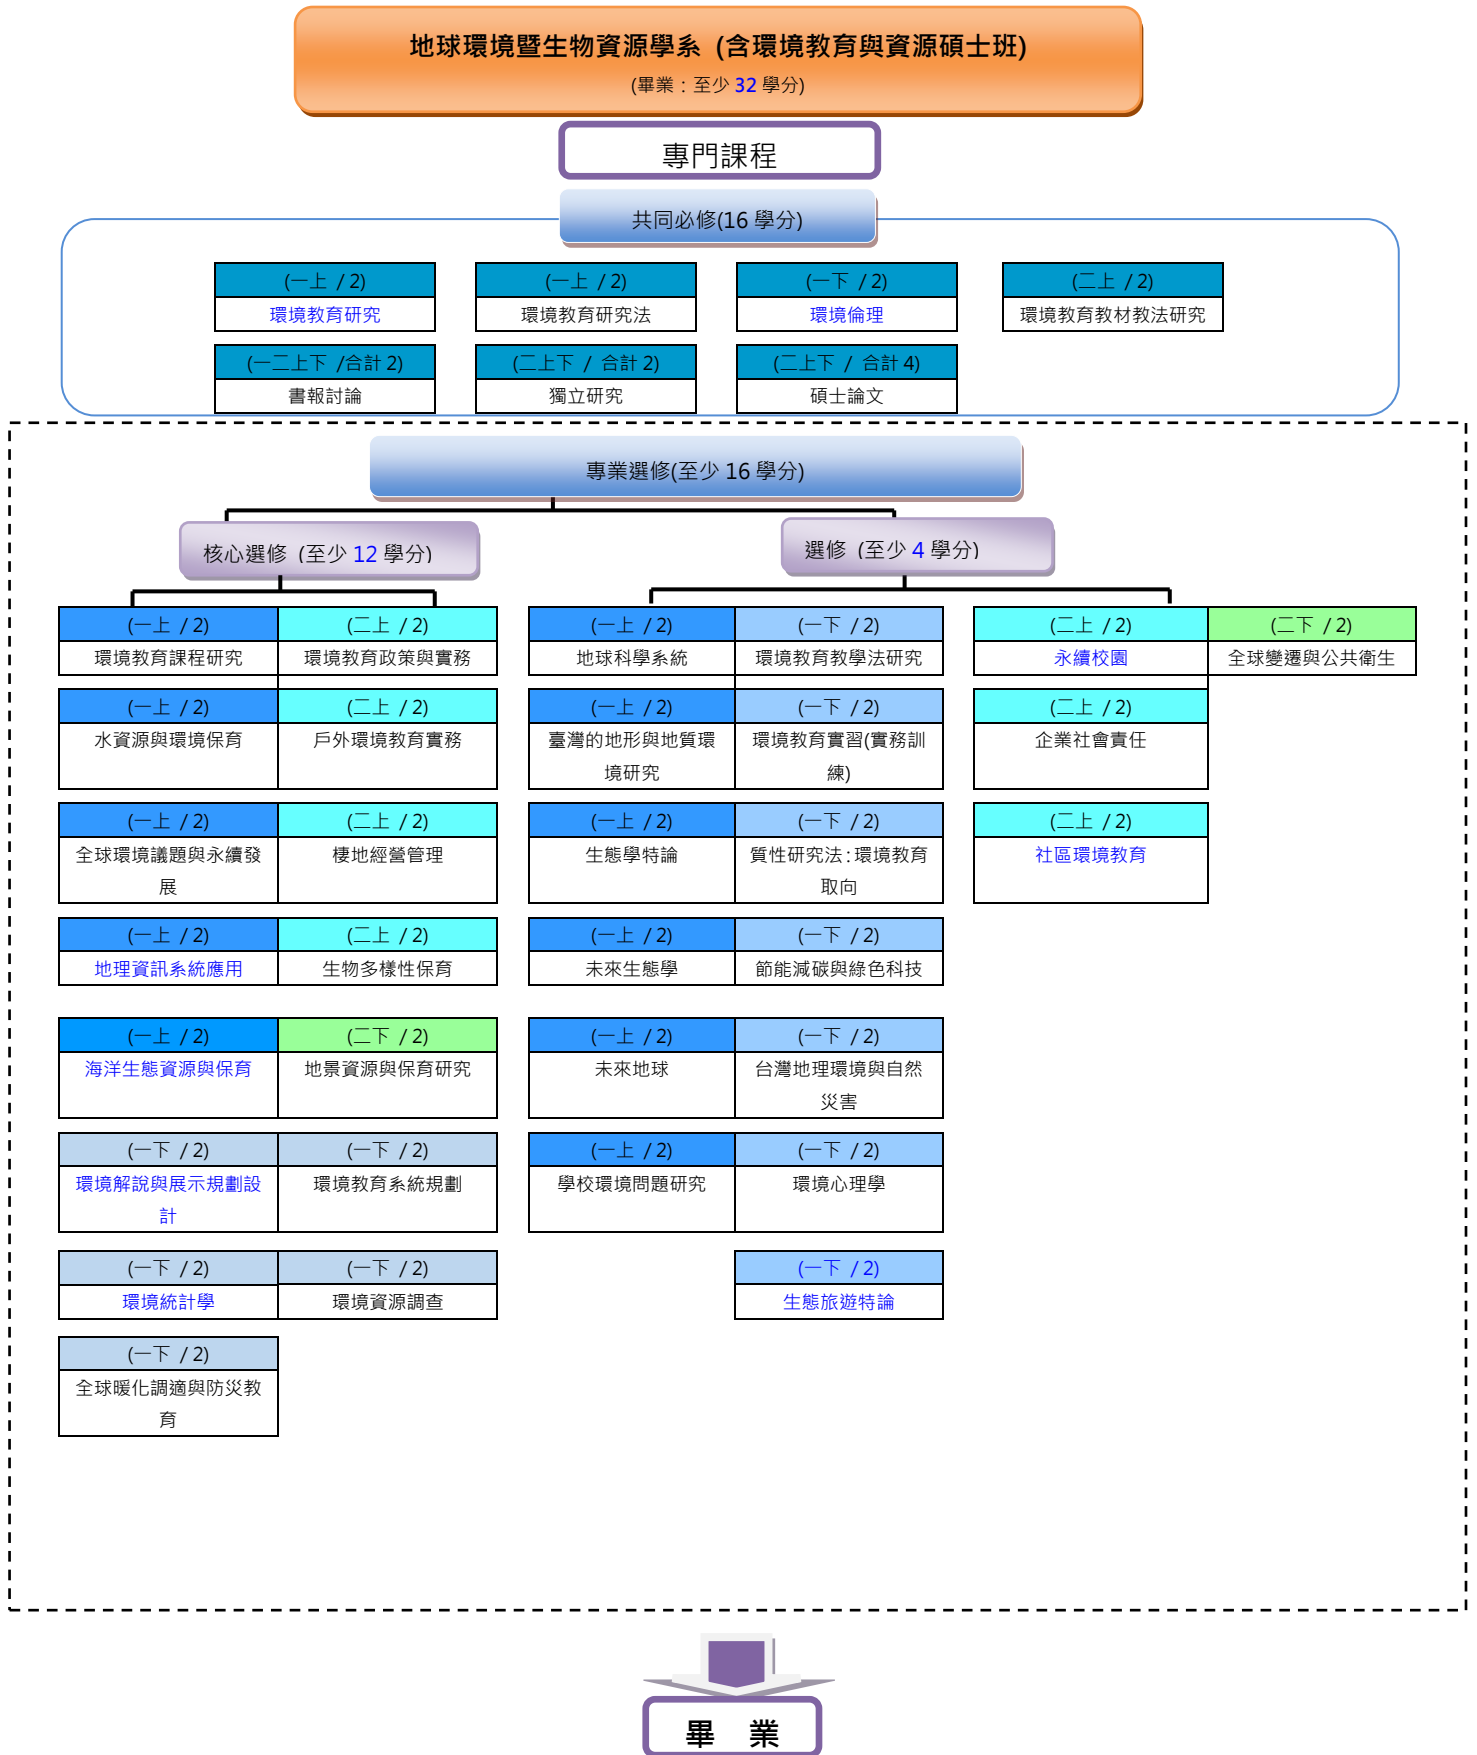 地球環境暨生物資源學系 (含環境教育與資源碩士班)
(畢業：至少 32 學分)
專門課程
共同必修(16 學分)
(一上 / 2)
環境教育研究
(一上 / 2)
環境教育研究法
(一下 / 2)
環境倫理
(二上 / 2)
環境教育教材教法研究
(一二上下 /合計 2)
書報討論
(二上下 / 合計 2)
獨立研究
(二上下 / 合計 4)
碩士論文
專業選修(至少 16 學分)
核心選修 (至少 12 學分)
(一上 / 2)
環境教育課程研究
(二上 / 2)
環境教育政策與實務
(一上 / 2)
水資源與環境保育
(二上 / 2)
戶外環境教育實務
(一上 / 2)
全球環境議題與永續發
展
(二上 / 2)
棲地經營管理
(一上 / 2)
地理資訊系統應用
(二上 / 2)
生物多樣性保育
(一上 / 2)
海洋生態資源與保育
(二下 / 2)
地景資源與保育研究
(一下 / 2)
環境解說與展示規劃設
計
(一下 / 2)
環境教育系統規劃
(一下 / 2)
環境統計學
(一下 / 2)
環境資源調查
(一下 / 2)
全球暖化調適與防災教
育
選修 (至少 4 學分)
(一上 / 2)
地球科學系統
(一下 / 2)
環境教育教學法研究
(一上 / 2)
臺灣的地形與地質環
境研究
(一下 / 2)
環境教育實習(實務訓
練)
(一上 / 2)
生態學特論
(一下 / 2)
質性研究法:環境教育
取向
(一上 / 2)
未來生態學
(一下 / 2)
節能減碳與綠色科技
(一上 / 2)
未來地球
(一下 / 2)
台灣地理環境與自然
災害
(一上 / 2)
學校環境問題研究
(一下 / 2)
環境心理學
(一下 / 2)
生態旅遊特論
(二上 / 2)
永續校園
(二下 / 2)
全球變遷與公共衛生
(二上 / 2)
企業社會責任
(二上 / 2)
社區環境教育
畢 業